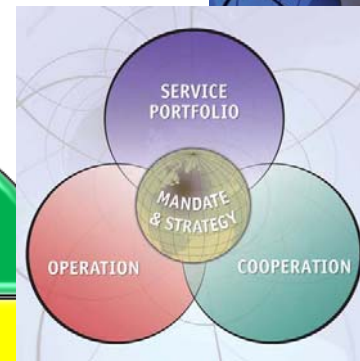 SERVICE
PORTFOLIO
MANDATE
& STRATEGY
OPERATION
COOPERATION